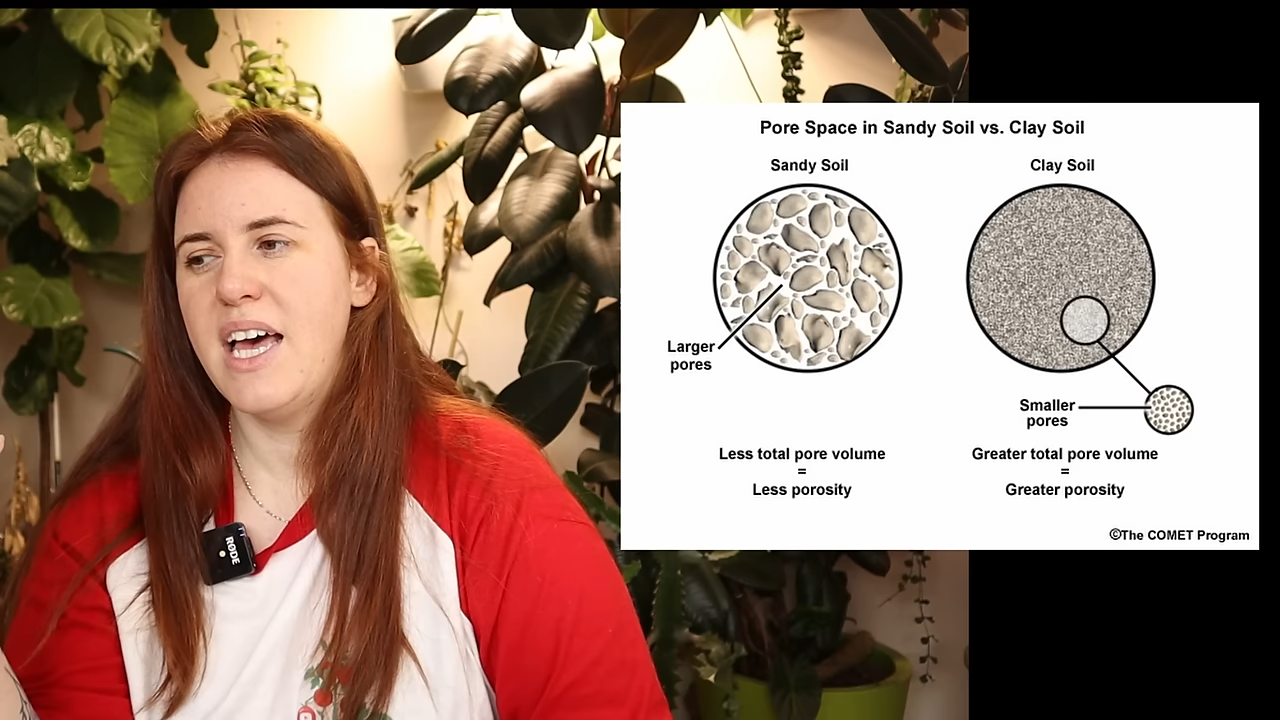 Pore Space in Sandy Soil vs. Clay Soil
Sandy Soil
Clay Soil
Larger
pores
Smaller
pores
Less total pore volume
=
Less porosity
Greater total pore volume
=
Greater porosity
©The COMET Program
RØDE